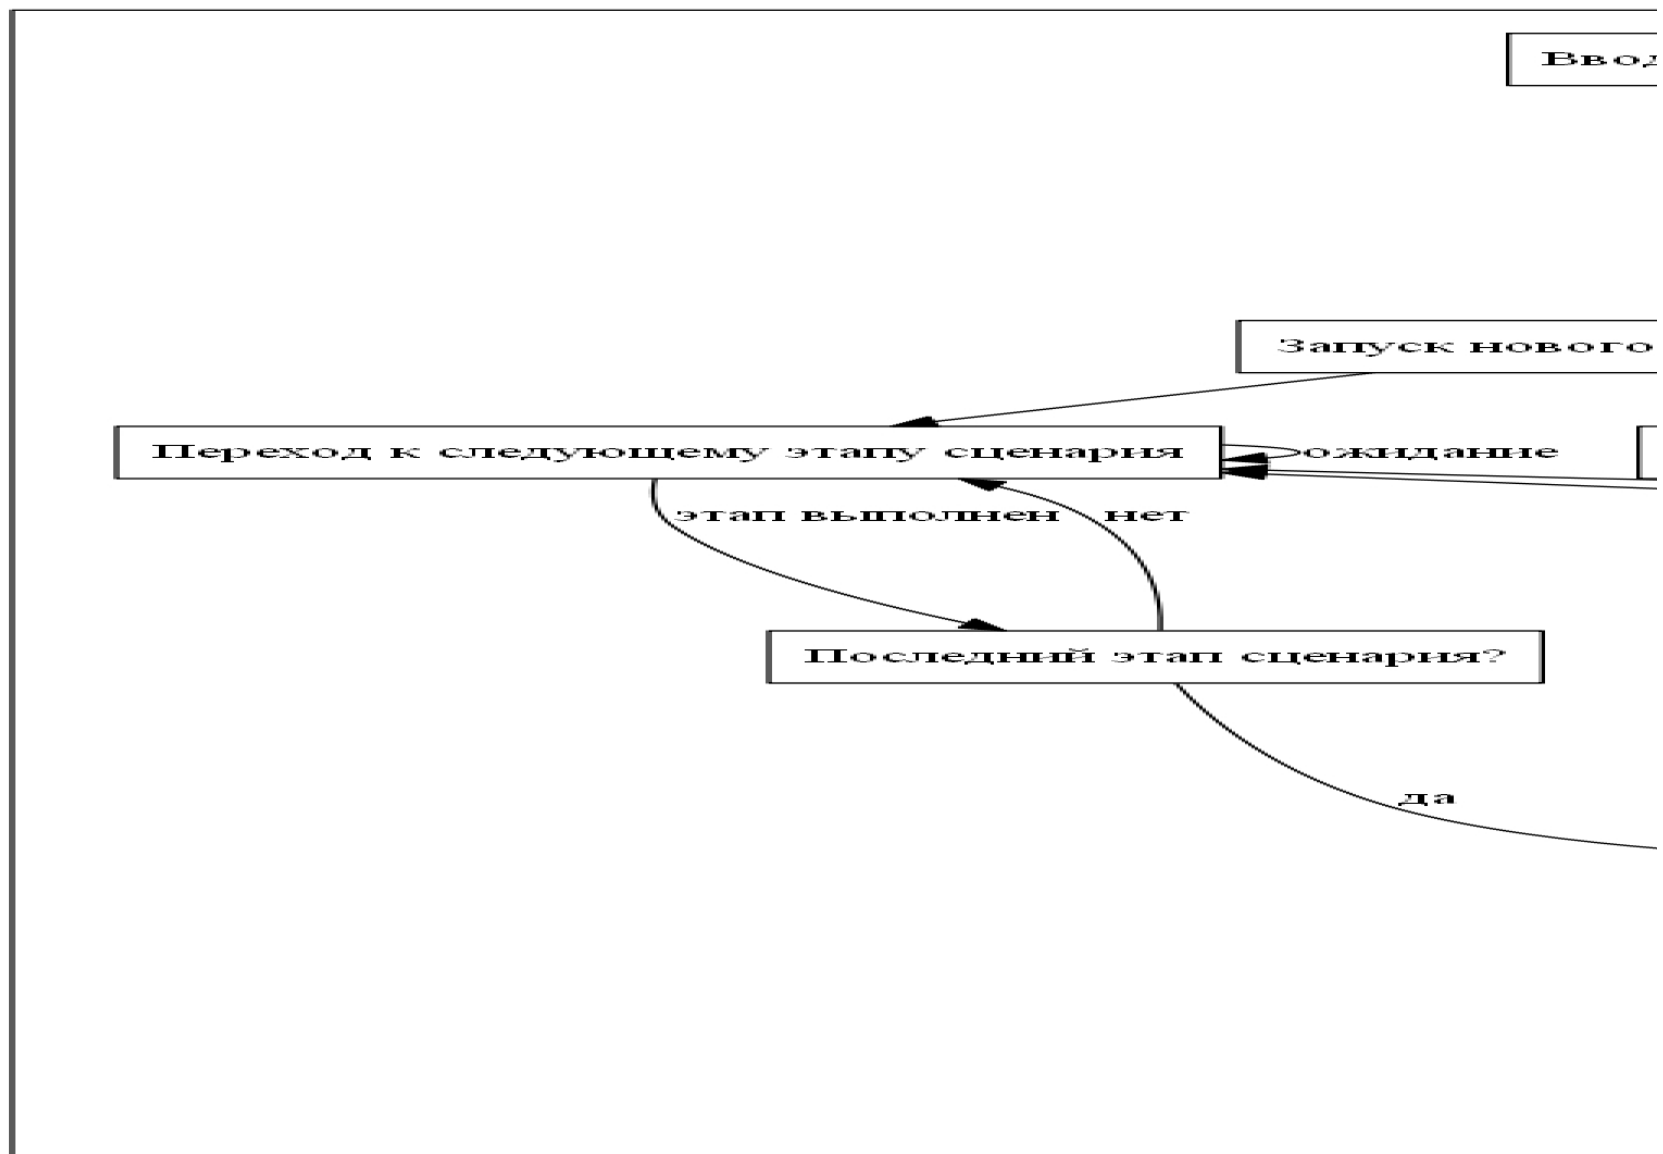 Ввод
Запуск нового
Переход к следующему этапу сценария
ожидание
этап выполнен
нет
Последний этап сценария?
да